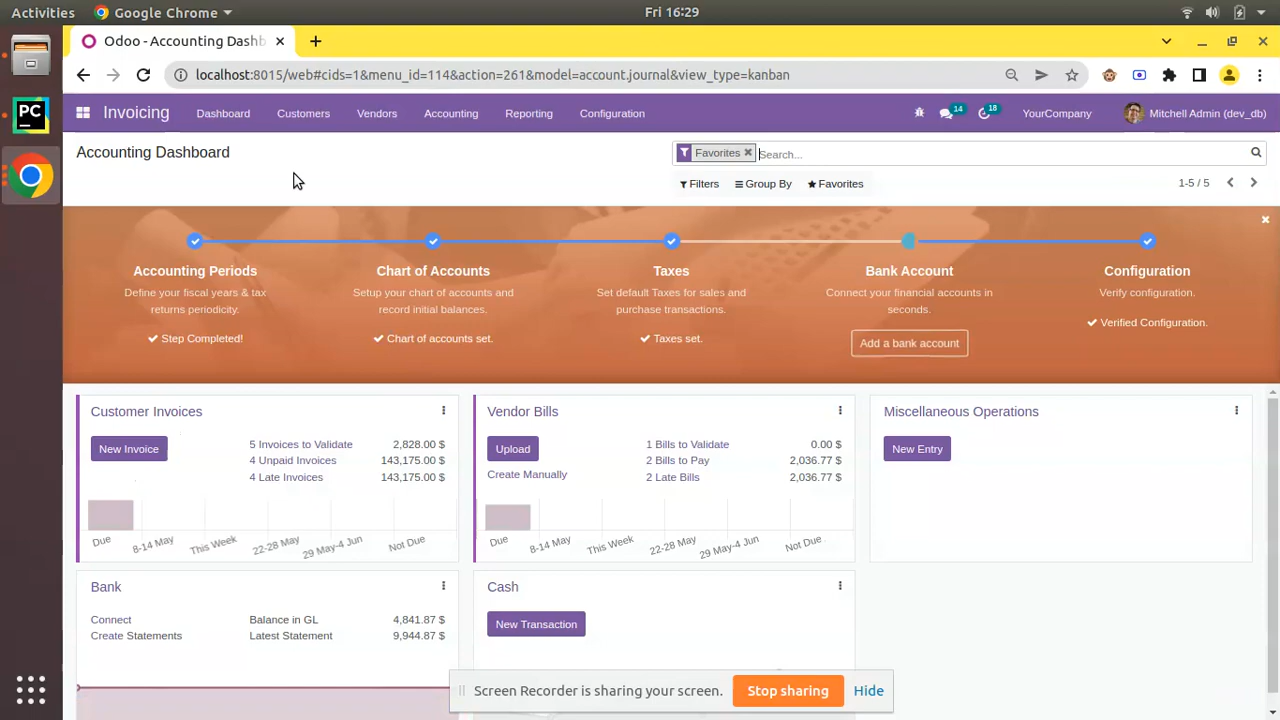 Activities Google Chrome Fri 16:29
Odoo - Accounting Dashb
localhost:8015/web#cids=1&menu_id=114&action=261&model=account.journal&view_type=kanban
Invoicing Dashboard Customers Vendors Accounting Reporting Configuration 14 18 YourCompany Mitchell Admin (dev_db)
Accounting Dashboard
Favorites Search...
Filters Group By Favorites 1-5 / 5
Accounting Periods Chart of Accounts Taxes Bank Account Configuration
Define your fiscal years & tax Setup your chart of accounts and Set default Taxes for sales and Connect your financial accounts in Verify configuration.
returns periodicity. record initial balances. purchase transactions. seconds.
Step Completed! Chart of accounts set. Taxes set. Add a bank account Verified Configuration.
Customer Invoices Vendor Bills Miscellaneous Operations
New Invoice 5 Invoices to Validate 2,828.00 $ Upload 1 Bills to Validate 0.00 $ New Entry
4 Unpaid Invoices 143,175.00 $ 2 Bills to Pay 2,036.77 $
4 Late Invoices 143,175.00 $ Create Manually 2 Late Bills 2,036.77 $
Due 8-14 May This Week 22-28 May 29 May-4 Jun Not Due Due 8-14 May This Week 22-28 May 29 May-4 Jun Not Due
Bank Cash
Connect Balance in GL 4,841.87 $ New Transaction
Create Statements Latest Statement 9,944.87 $
Screen Recorder is sharing your screen. Stop sharing Hide
PC